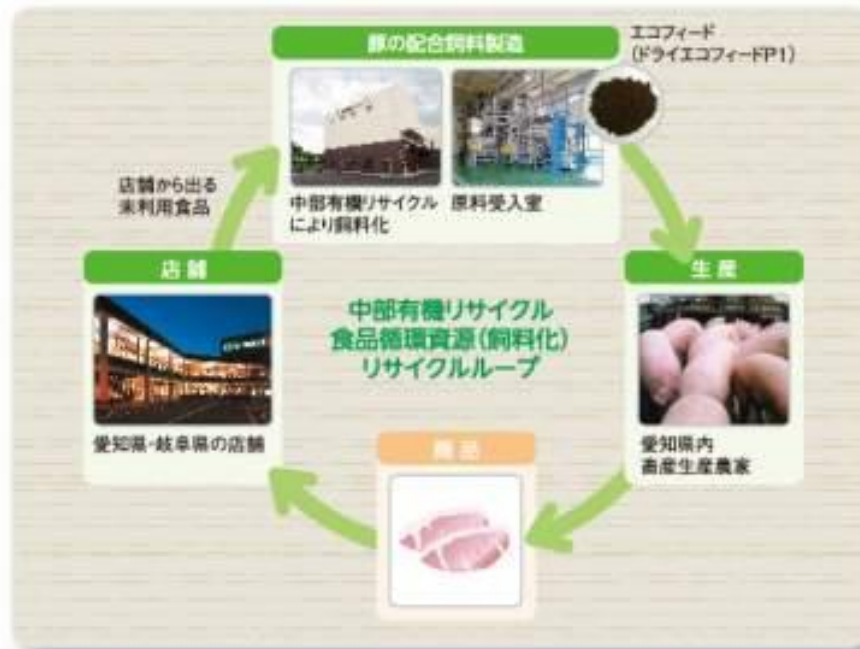 豚の配合飼料製造
エコフィード
(ドライエコフィードP1)
中部有機リサイクル
により飼料化
原料受入室
店舗から出る
未利用食品
店舗
愛知県・岐阜県の店舗
中部有機リサイクル
食品循環資源(飼料化)
リサイクルループ
生産
愛知県内
畜産生産農家
商品